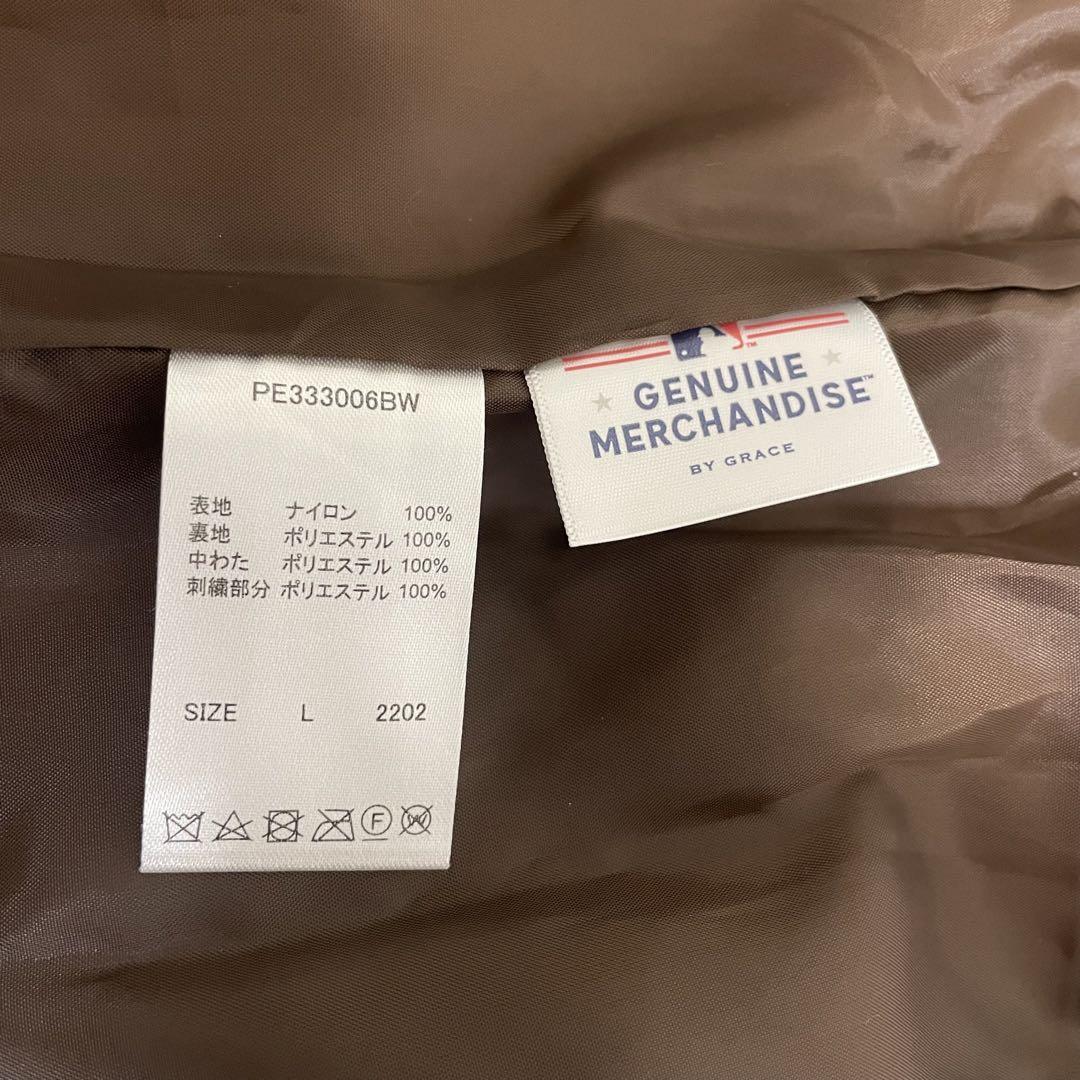 PE333006BW
表地 ナイロン 100%
裏地 ポリエステル 100%
中わた ポリエステル 100%
刺繍部分 ポリエステル 100%
SIZE L 2202
F
W
GENUINE
MERCHANDISE™
BY GRACE